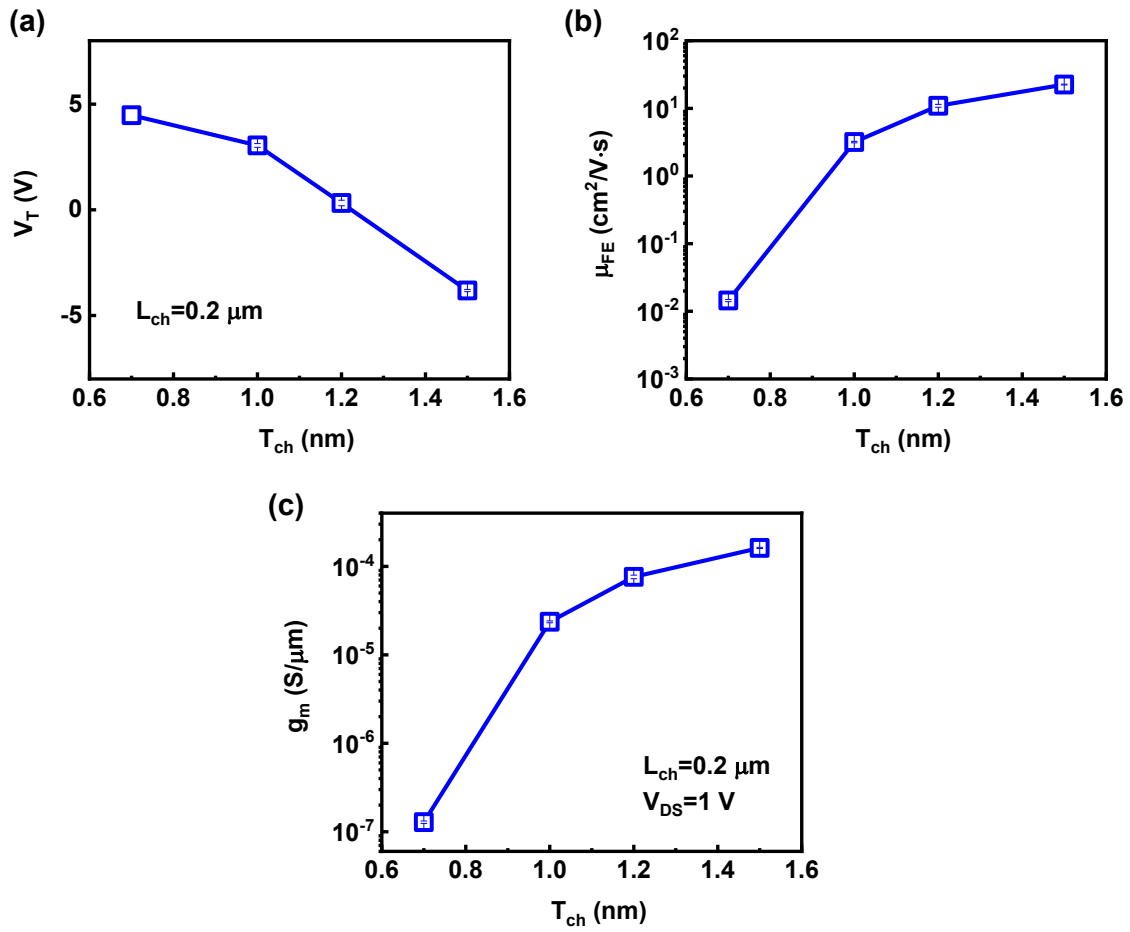 (a)
5
0
-5
V_T (V)
L_ch=0.2 μm
0.6 0.8 1.0 1.2 1.4 1.6
T_ch (nm)
(b)
10^2
10^1
10^0
10^-1
10^-2
10^-3
μ_FE (cm^2/V·s)
0.6 0.8 1.0 1.2 1.4 1.6
T_ch (nm)
(c)
10^-4
10^-5
10^-6
10^-7
g_m (S/μm)
L_ch=0.2 μm
V_DS=1 V
0.6 0.8 1.0 1.2 1.4 1.6
T_ch (nm)